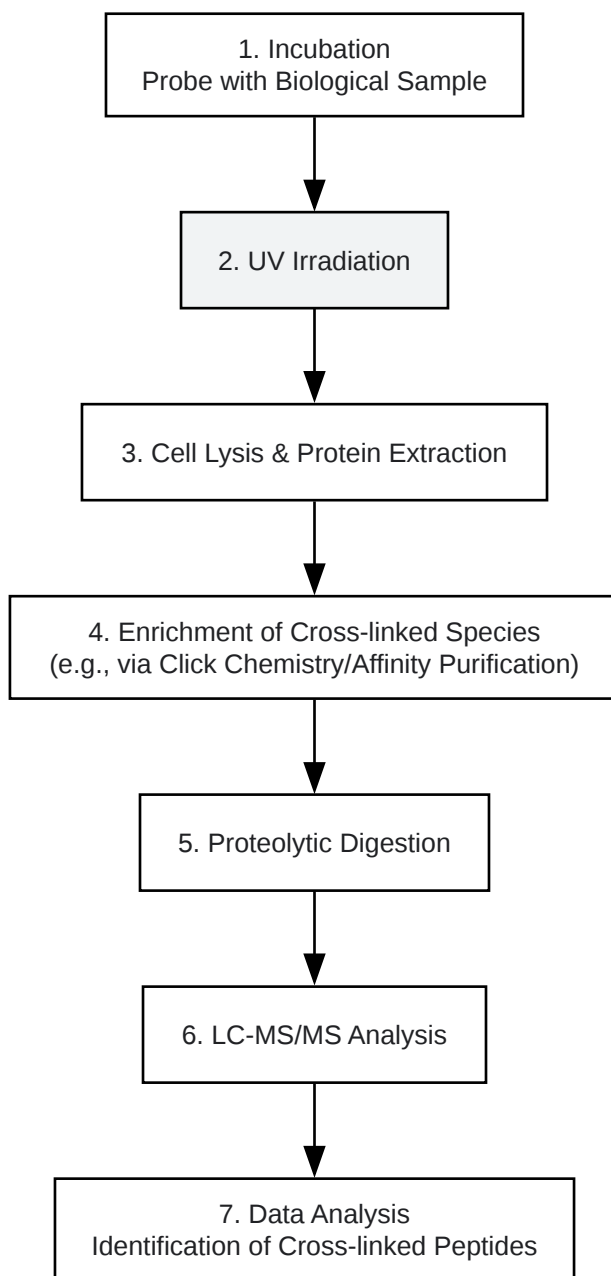 1. Incubation
Probe with Biological Sample
2. UV Irradiation
3. Cell Lysis & Protein Extraction
4. Enrichment of Cross-linked Species
(e.g., via Click Chemistry/Affinity Purification)
5. Proteolytic Digestion
6. LC-MS/MS Analysis
7. Data Analysis
Identification of Cross-linked Peptides